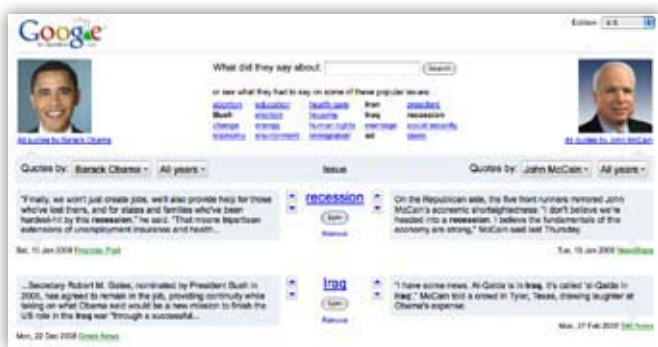 Google
Edition: U.S.
What did they say about Search
or see what they had to say on some of these popular issues:
abortion education health care Iran president
Bush election housing Iraq recession
change energy human rights marriage social security
economy environment immigration oil taxes
All quotes by Barack Obama
All quotes by John McCain
Quotes by: Barack Obama All years Issue Quotes by: John McCain All years
"Finally, we won't just create jobs, we'll also provide help for those
who've lost them, and for states and families who've been
hardest-hit by this recession," he said. "That means bipartisan
extensions of unemployment insurance and health...
Sat, 10 Jan 2009 Financial Post
recession
Spin
Remove
On the Republican side, the five front runners mirrored John
McCain's economic shortsightedness: "I don't believe we're
headed into a recession. I believe the fundamentals of the
economy are strong," McCain said last Thursday.
Tue, 15 Jan 2008
...Secretary Robert M. Gates, nominated by President Bush in
2006, has agreed to remain in the job, providing continuity while
taking on what Obama said would be a new mission to finish the
US role in the Iraq war "through a successful...
Mon, 22 Dec 2008 Greek News
Iraq
Spin
Remove
"I have some news. Al-Qaida is in Iraq. It's called 'al-Qaida in
Iraq,'" McCain told a crowd in Tyler, Texas, drawing laughter at
Obama's expense.
Mon, 27 Feb 2008